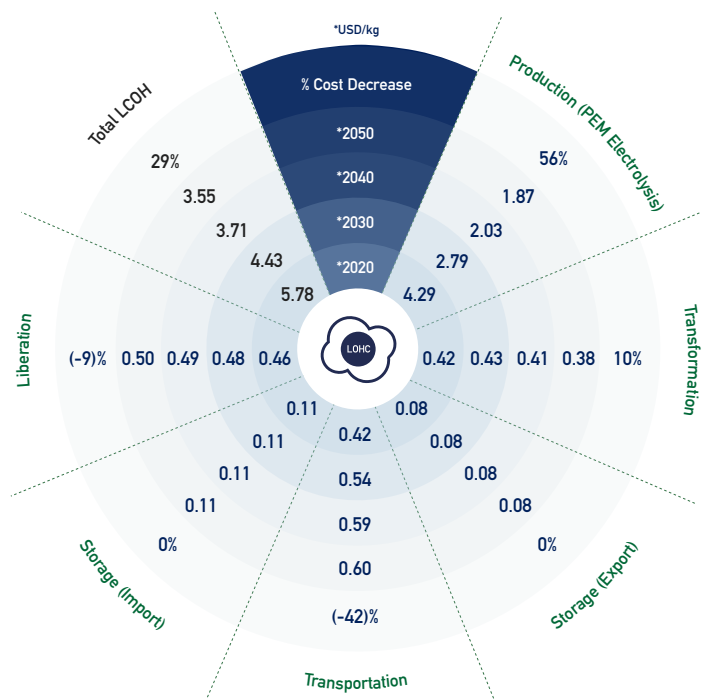 *USD/kg
% Cost Decrease
*2050
*2040
*2030
*2020
Production (PEM Electrolysis)
56%
1.87
2.03
2.79
4.29
Transformation
0.42 0.43 0.41 0.38 10%
Storage (Export)
0.08
0.08
0.08
0.08
0%
Transportation
0.42
0.54
0.59
0.60
(-42)%
Storage (Import)
0.11
0.11
0.11
0.11
0%
Liberation
(-9)% 0.50 0.49 0.48 0.46
Total LCOH
29%
3.55
3.71
4.43
5.78
LOHC